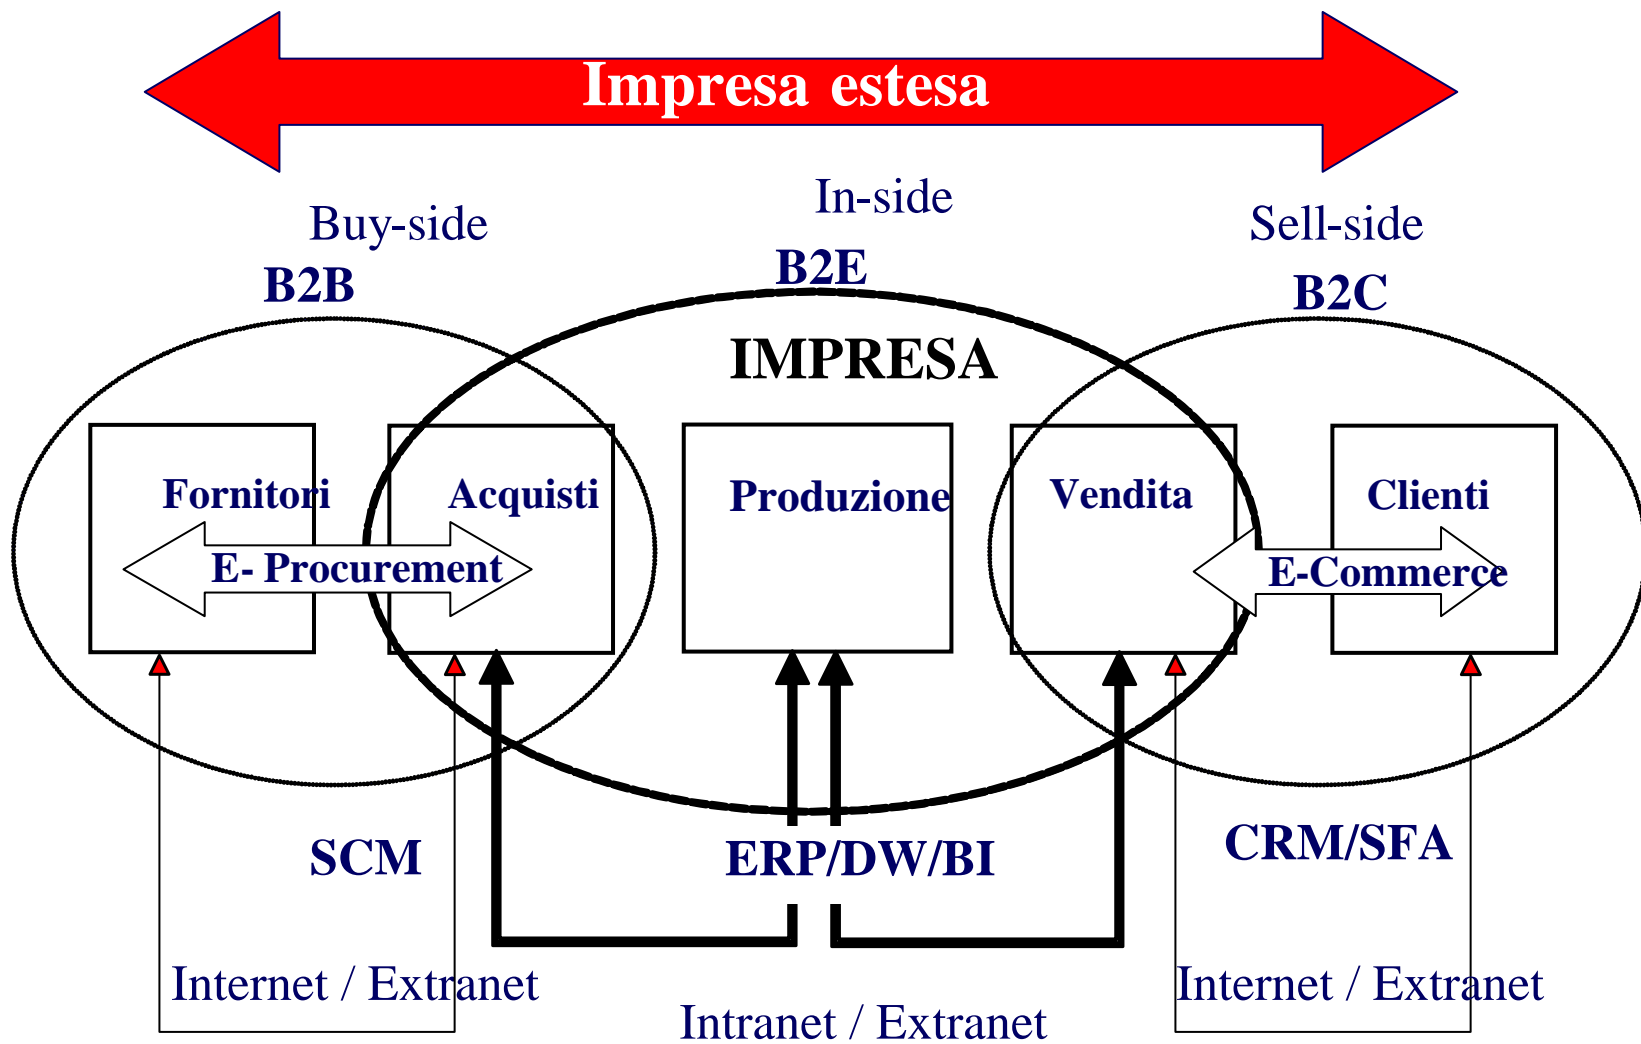 Impresa estesa
Buy-side
In-side
Sell-side
B2B
B2E
B2C
IMPRESA
Fornitori
Acquisti
Produzione
Vendita
Clienti
E- Procurement
E-Commerce
SCM
ERP/DW/BI
CRM/SFA
Internet / Extranet
Intranet / Extranet
Internet / Extranet